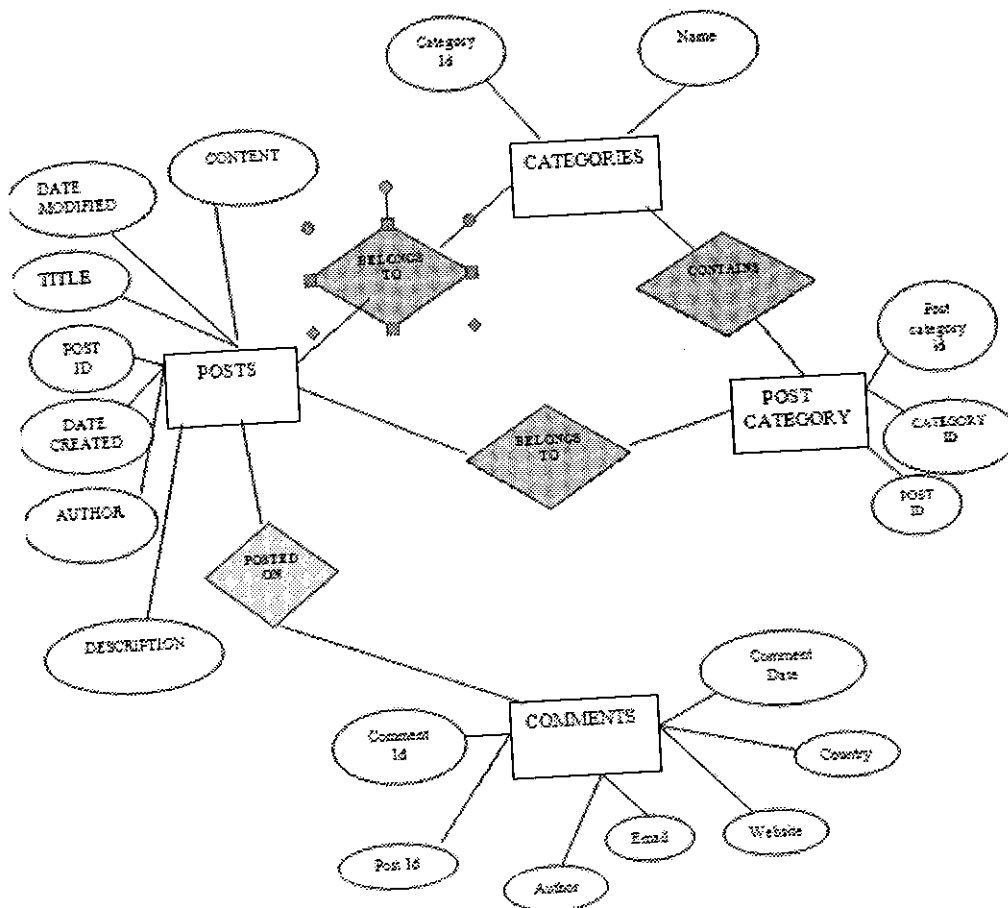 Category
Id
Name
CATEGORIES
CONTENT
DATE
MODIFIED
TITLE
BELONGS
TO
CONTAINS
Post
category
id
POST
ID
POSTS
POST
CATEGORY
DATE
CREATED
CATEGORY
ID
BELONGS
TO
AUTHOR
POST
ID
POSTED
ON
DESCRIPTION
Comment
Date
COMMENTS
Comment
Id
Country
Email
Website
Post Id
Author